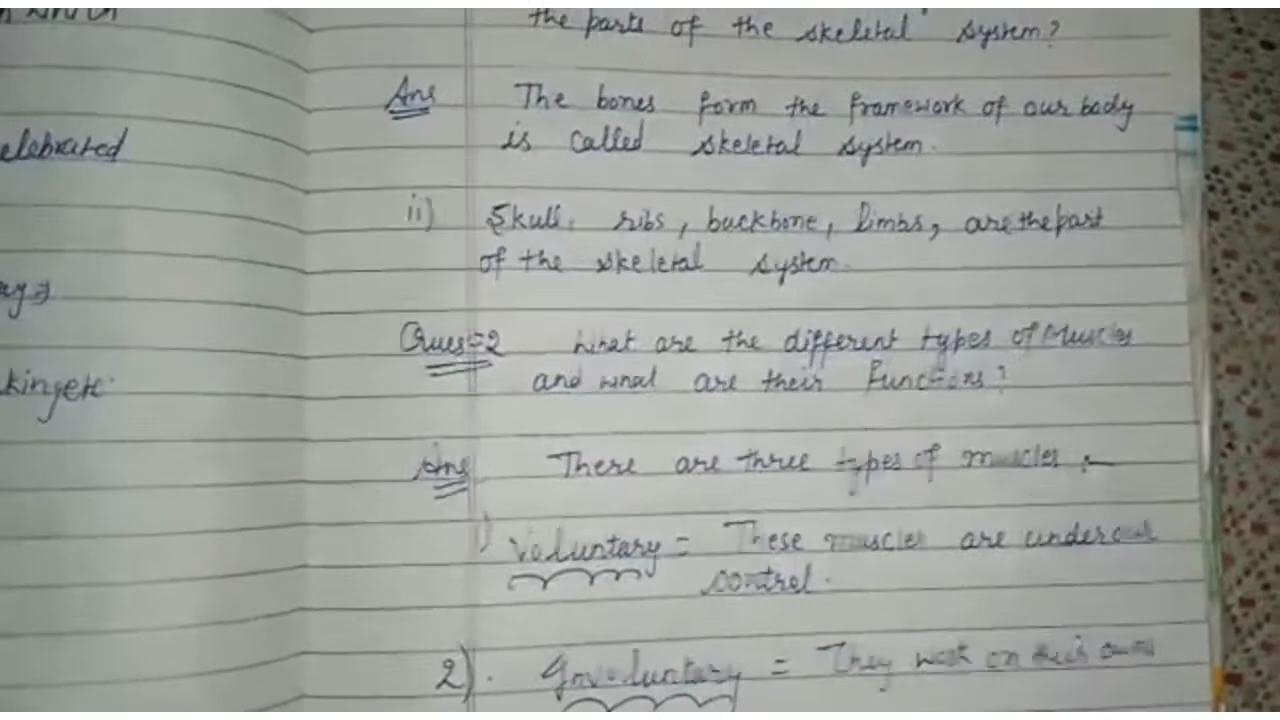 elebrated
kingetc.
the parts of the skeletal system?
Ans The bones form the framework of our body
is called skeletal system.
ii) Skull, ribs, backbone, limbs, are the part
of the skeletal system.
Ques=2 what are the different types of Muscles
and what are their functions?
Ans There are three types of muscles :-
1) Voluntary = These muscles are under our
control.
2). Involuntary = They work on their own